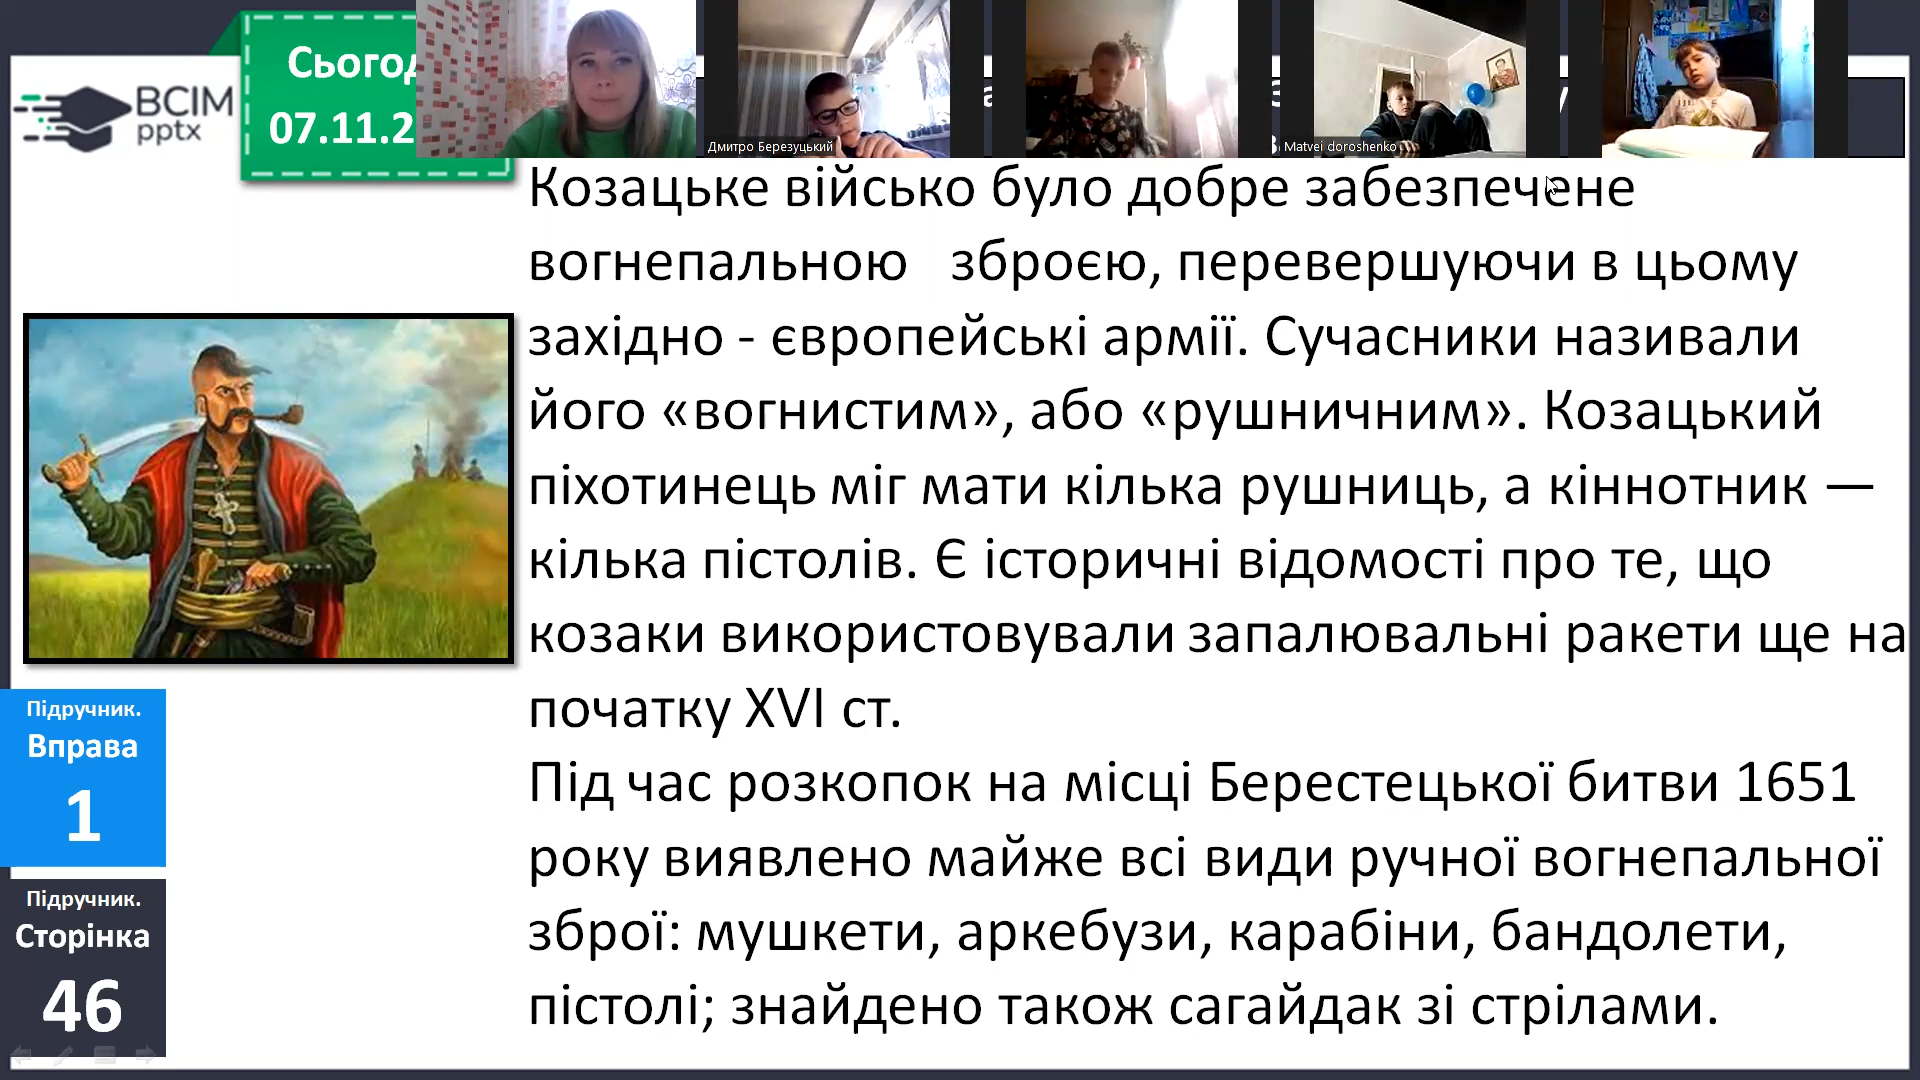 Сьогод
07.11.2
BCIM
pptx
Дмитро Березуцький
Matvei doroshenko
Козацьке військо було добре забезпечене
вогнепальною зброєю, перевершуючи в цьому
західно - європейські армії. Сучасники називали
його «вогнистим», або «рушничним». Козацький
піхотинець міг мати кілька рушниць, а кіннотник —
кілька пістолів. Є історичні відомості про те, що
козаки використовували запалювальні ракети ще на
початку XVI ст.
Під час розкопок на місці Берестецької битви 1651
року виявлено майже всі види ручної вогнепальної
зброї: мушкети, аркебузи, карабіни, бандолети,
пістолі; знайдено також сагайдак зі стрілами.
Підручник.
Вправа
1
Підручник.
Сторінка
46